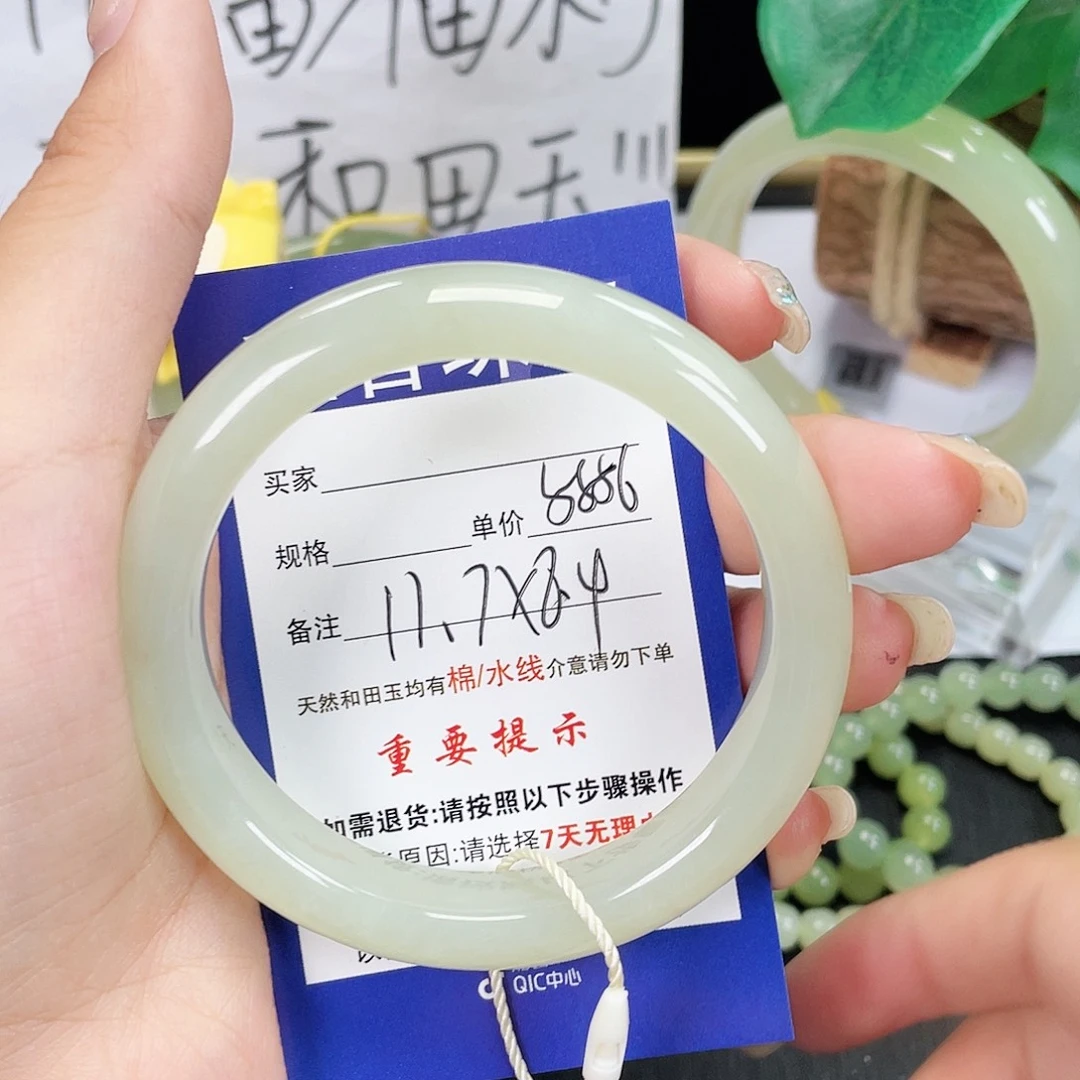 和田玉
买家
单价 8886
规格
备注 11.7X8.4
天然和田玉均有棉/水线介意请勿下单
重要提示
如需退货:请按照以下步骤操作
原因:请选择7天无理由
QIC中心